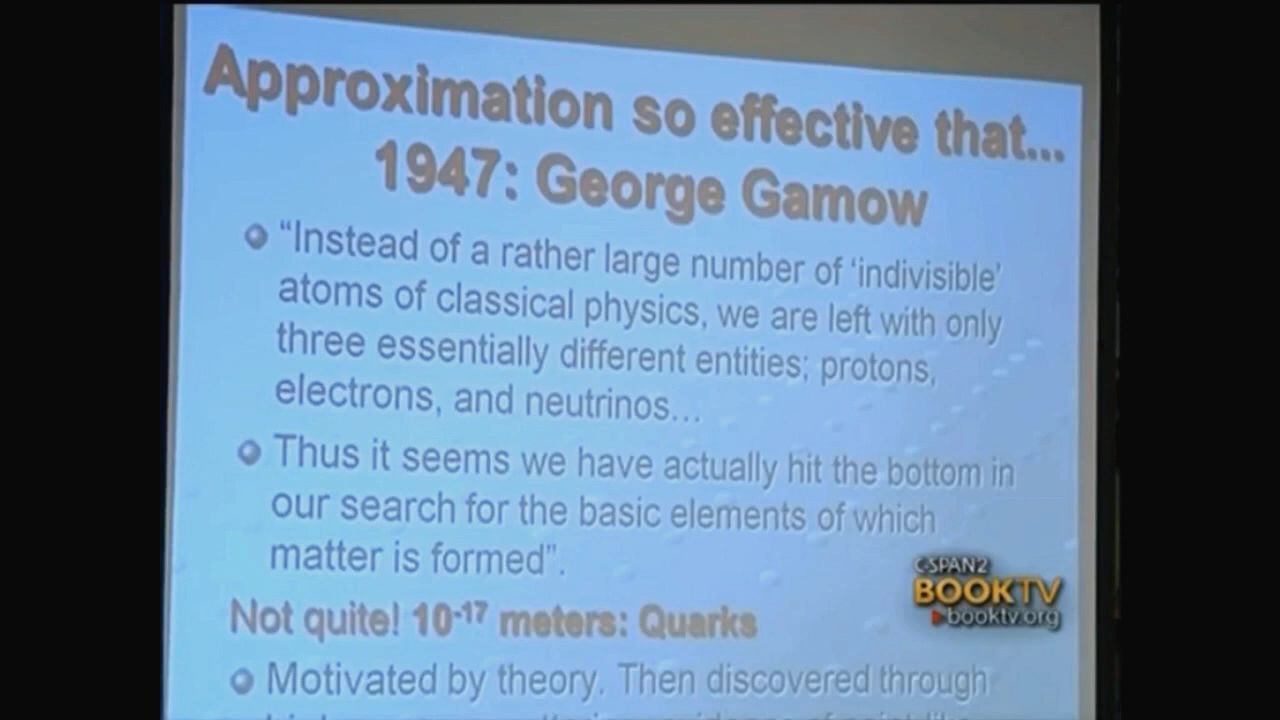 Approximation so effective that...
1947: George Gamow
“Instead of a rather large number of ‘indivisible’
atoms of classical physics, we are left with only
three essentially different entities; protons,
electrons, and neutrinos…
Thus it seems we have actually hit the bottom in
our search for the basic elements of which
matter is formed”.
Not quite! 10⁻¹⁷ meters: Quarks
Motivated by theory. Then discovered through
C-SPAN2
BOOKTV
booktv.org